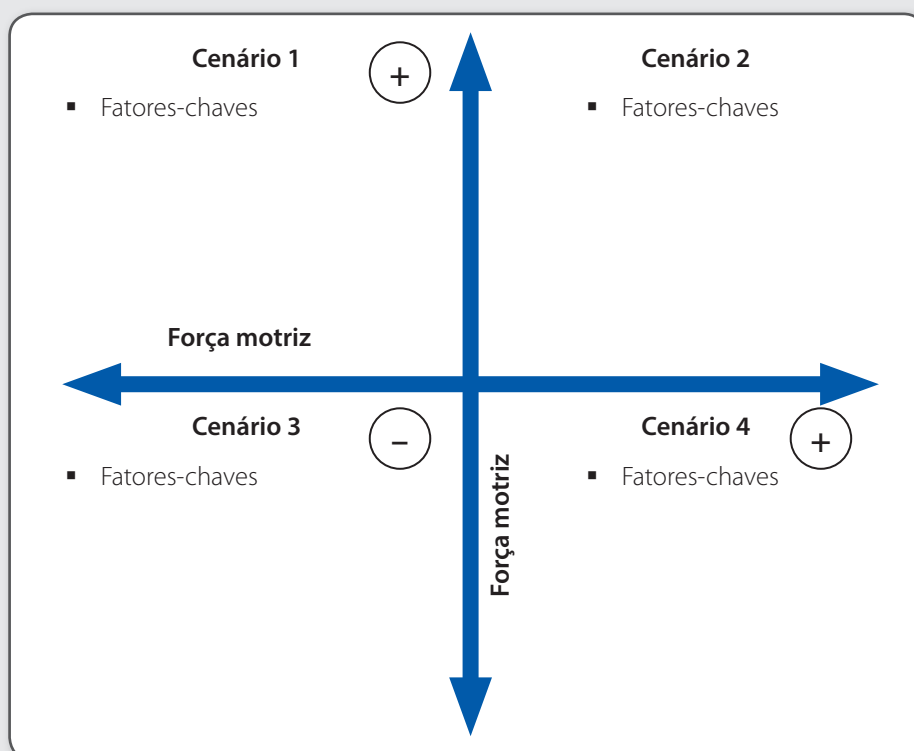 Cenário 1
+
▪ Fatores-chaves
Cenário 2
▪ Fatores-chaves
Força motriz
Cenário 3
–
▪ Fatores-chaves
Força motriz
Cenário 4
+
▪ Fatores-chaves